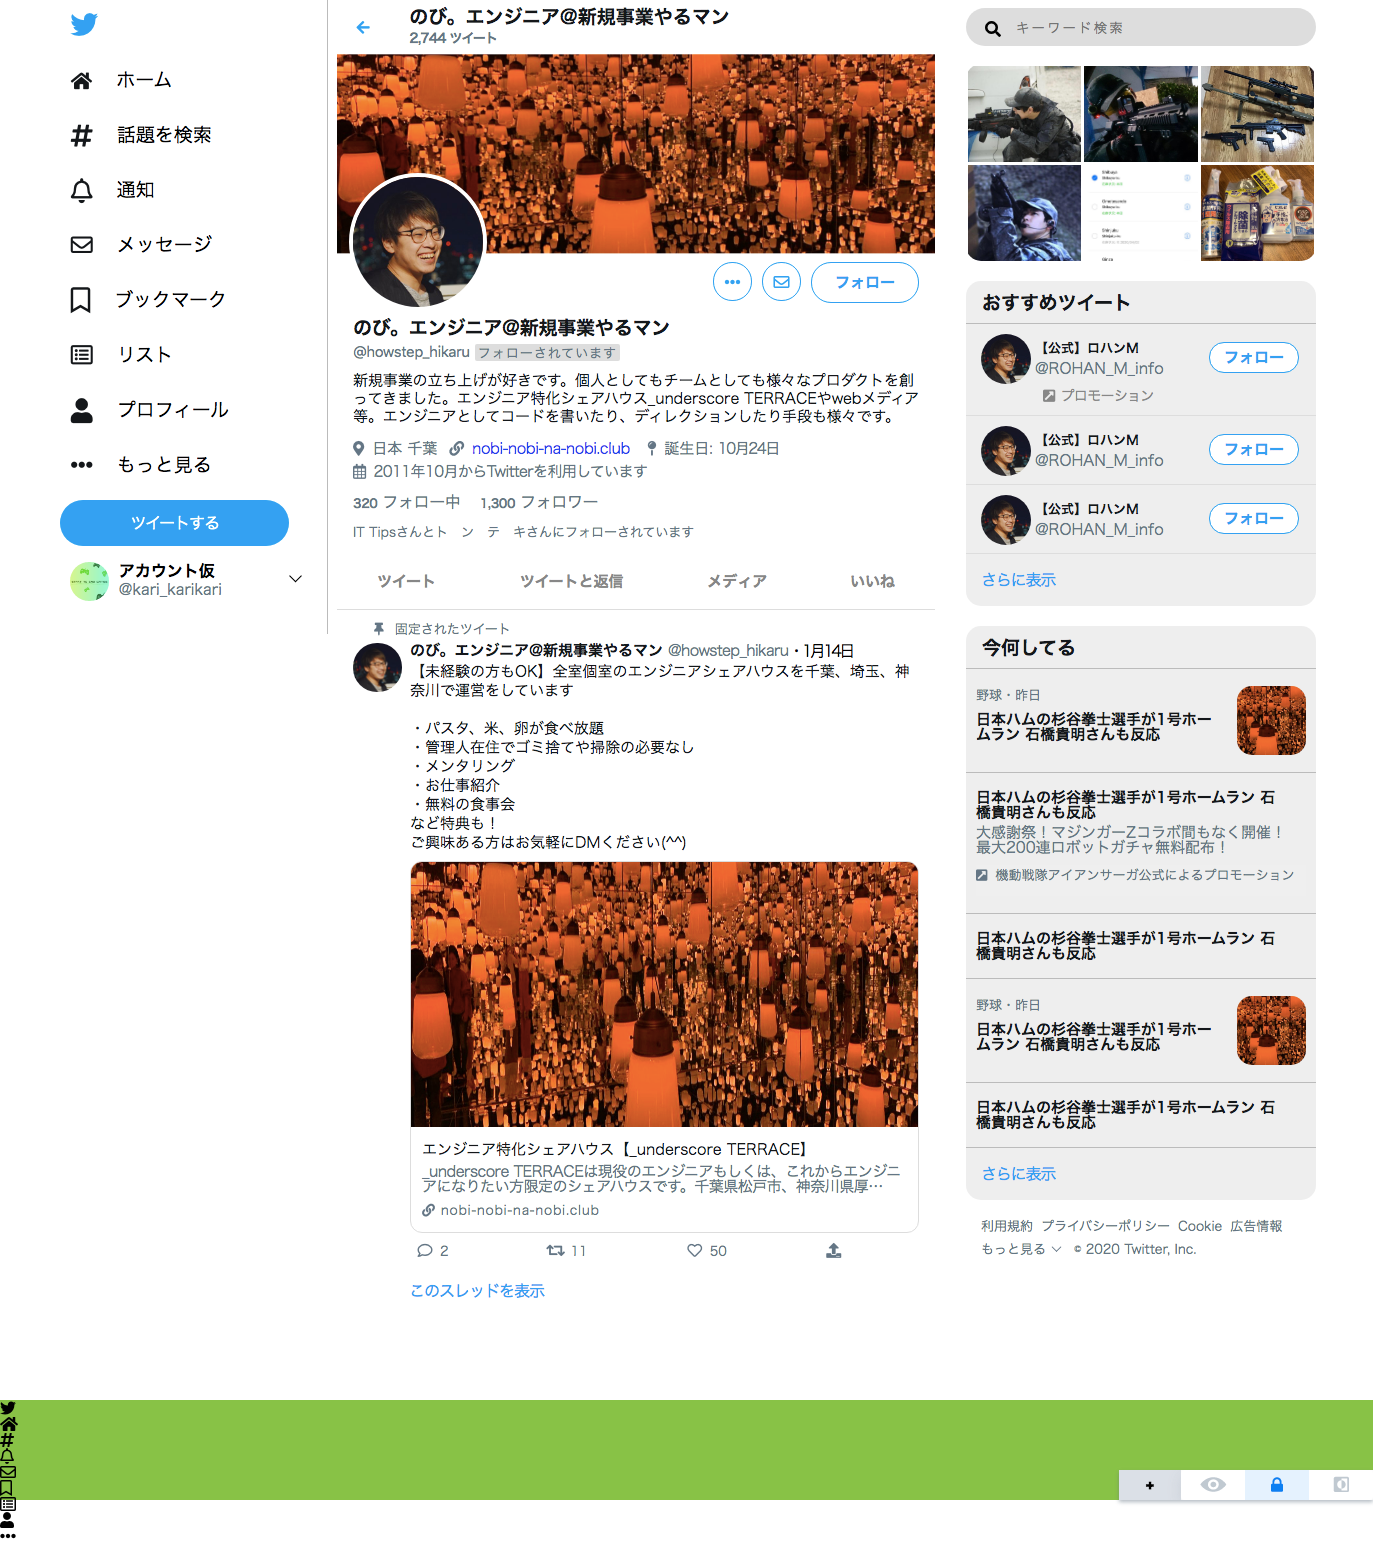 ホーム
話題を検索
通知
メッセージ
ブックマーク
リスト
プロフィール
もっと見る
ツイートする
アカウント仮
@kari_karikari
のび。エンジニア@新規事業やるマン
2,744 ツイート
フォロー
のび。エンジニア@新規事業やるマン
@howstep_hikaru フォローされています
新規事業の立ち上げが好きです。個人としてもチームとしても様々なプロダクトを創
ってきました。エンジニア特化シェアハウス_underscore TERRACEやwebメディア
等。エンジニアとしてコードを書いたり、ディレクションしたり手段も様々です。
日本 千葉 nobi-nobi-na-nobi.club 誕生日: 10月24日
2011年10月からTwitterを利用しています
320 フォロー中 1,300 フォロワー
IT Tipsさんとト　ン　テ　キさんにフォローされています
ツイート ツイートと返信 メディア いいね
固定されたツイート
のび。エンジニア@新規事業やるマン @howstep_hikaru・1月14日
【未経験の方もOK】全室個室のエンジニアシェアハウスを千葉、埼玉、神
奈川で運営をしています
・パスタ、米、卵が食べ放題
・管理人在住でゴミ捨てや掃除の必要なし
・メンタリング
・お仕事紹介
・無料の食事会
など特典も！
ご興味ある方はお気軽にDMください(^^)
エンジニア特化シェアハウス【_underscore TERRACE】
_underscore TERRACEは現役のエンジニアもしくは、これからエンジニ
アになりたい方限定のシェアハウスです。千葉県松戸市、神奈川県厚…
nobi-nobi-na-nobi.club
2 11 50
このスレッドを表示
キーワード検索
おすすめツイート
【公式】ロハンM
@ROHAN_M_info
フォロー
プロモーション
【公式】ロハンM
@ROHAN_M_info
フォロー
【公式】ロハンM
@ROHAN_M_info
フォロー
さらに表示
今何してる
野球・昨日
日本ハムの杉谷拳士選手が1号ホー
ムラン 石橋貴明さんも反応
日本ハムの杉谷拳士選手が1号ホームラン 石
橋貴明さんも反応
大感謝祭！マジンガーZコラボ間もなく開催！
最大200連ロボットガチャ無料配布！
機動戦隊アイアンサーガ公式によるプロモーション
日本ハムの杉谷拳士選手が1号ホームラン 石
橋貴明さんも反応
野球・昨日
日本ハムの杉谷拳士選手が1号ホー
ムラン 石橋貴明さんも反応
日本ハムの杉谷拳士選手が1号ホームラン 石
橋貴明さんも反応
さらに表示
利用規約 プライバシーポリシー Cookie 広告情報
もっと見る © 2020 Twitter, Inc.